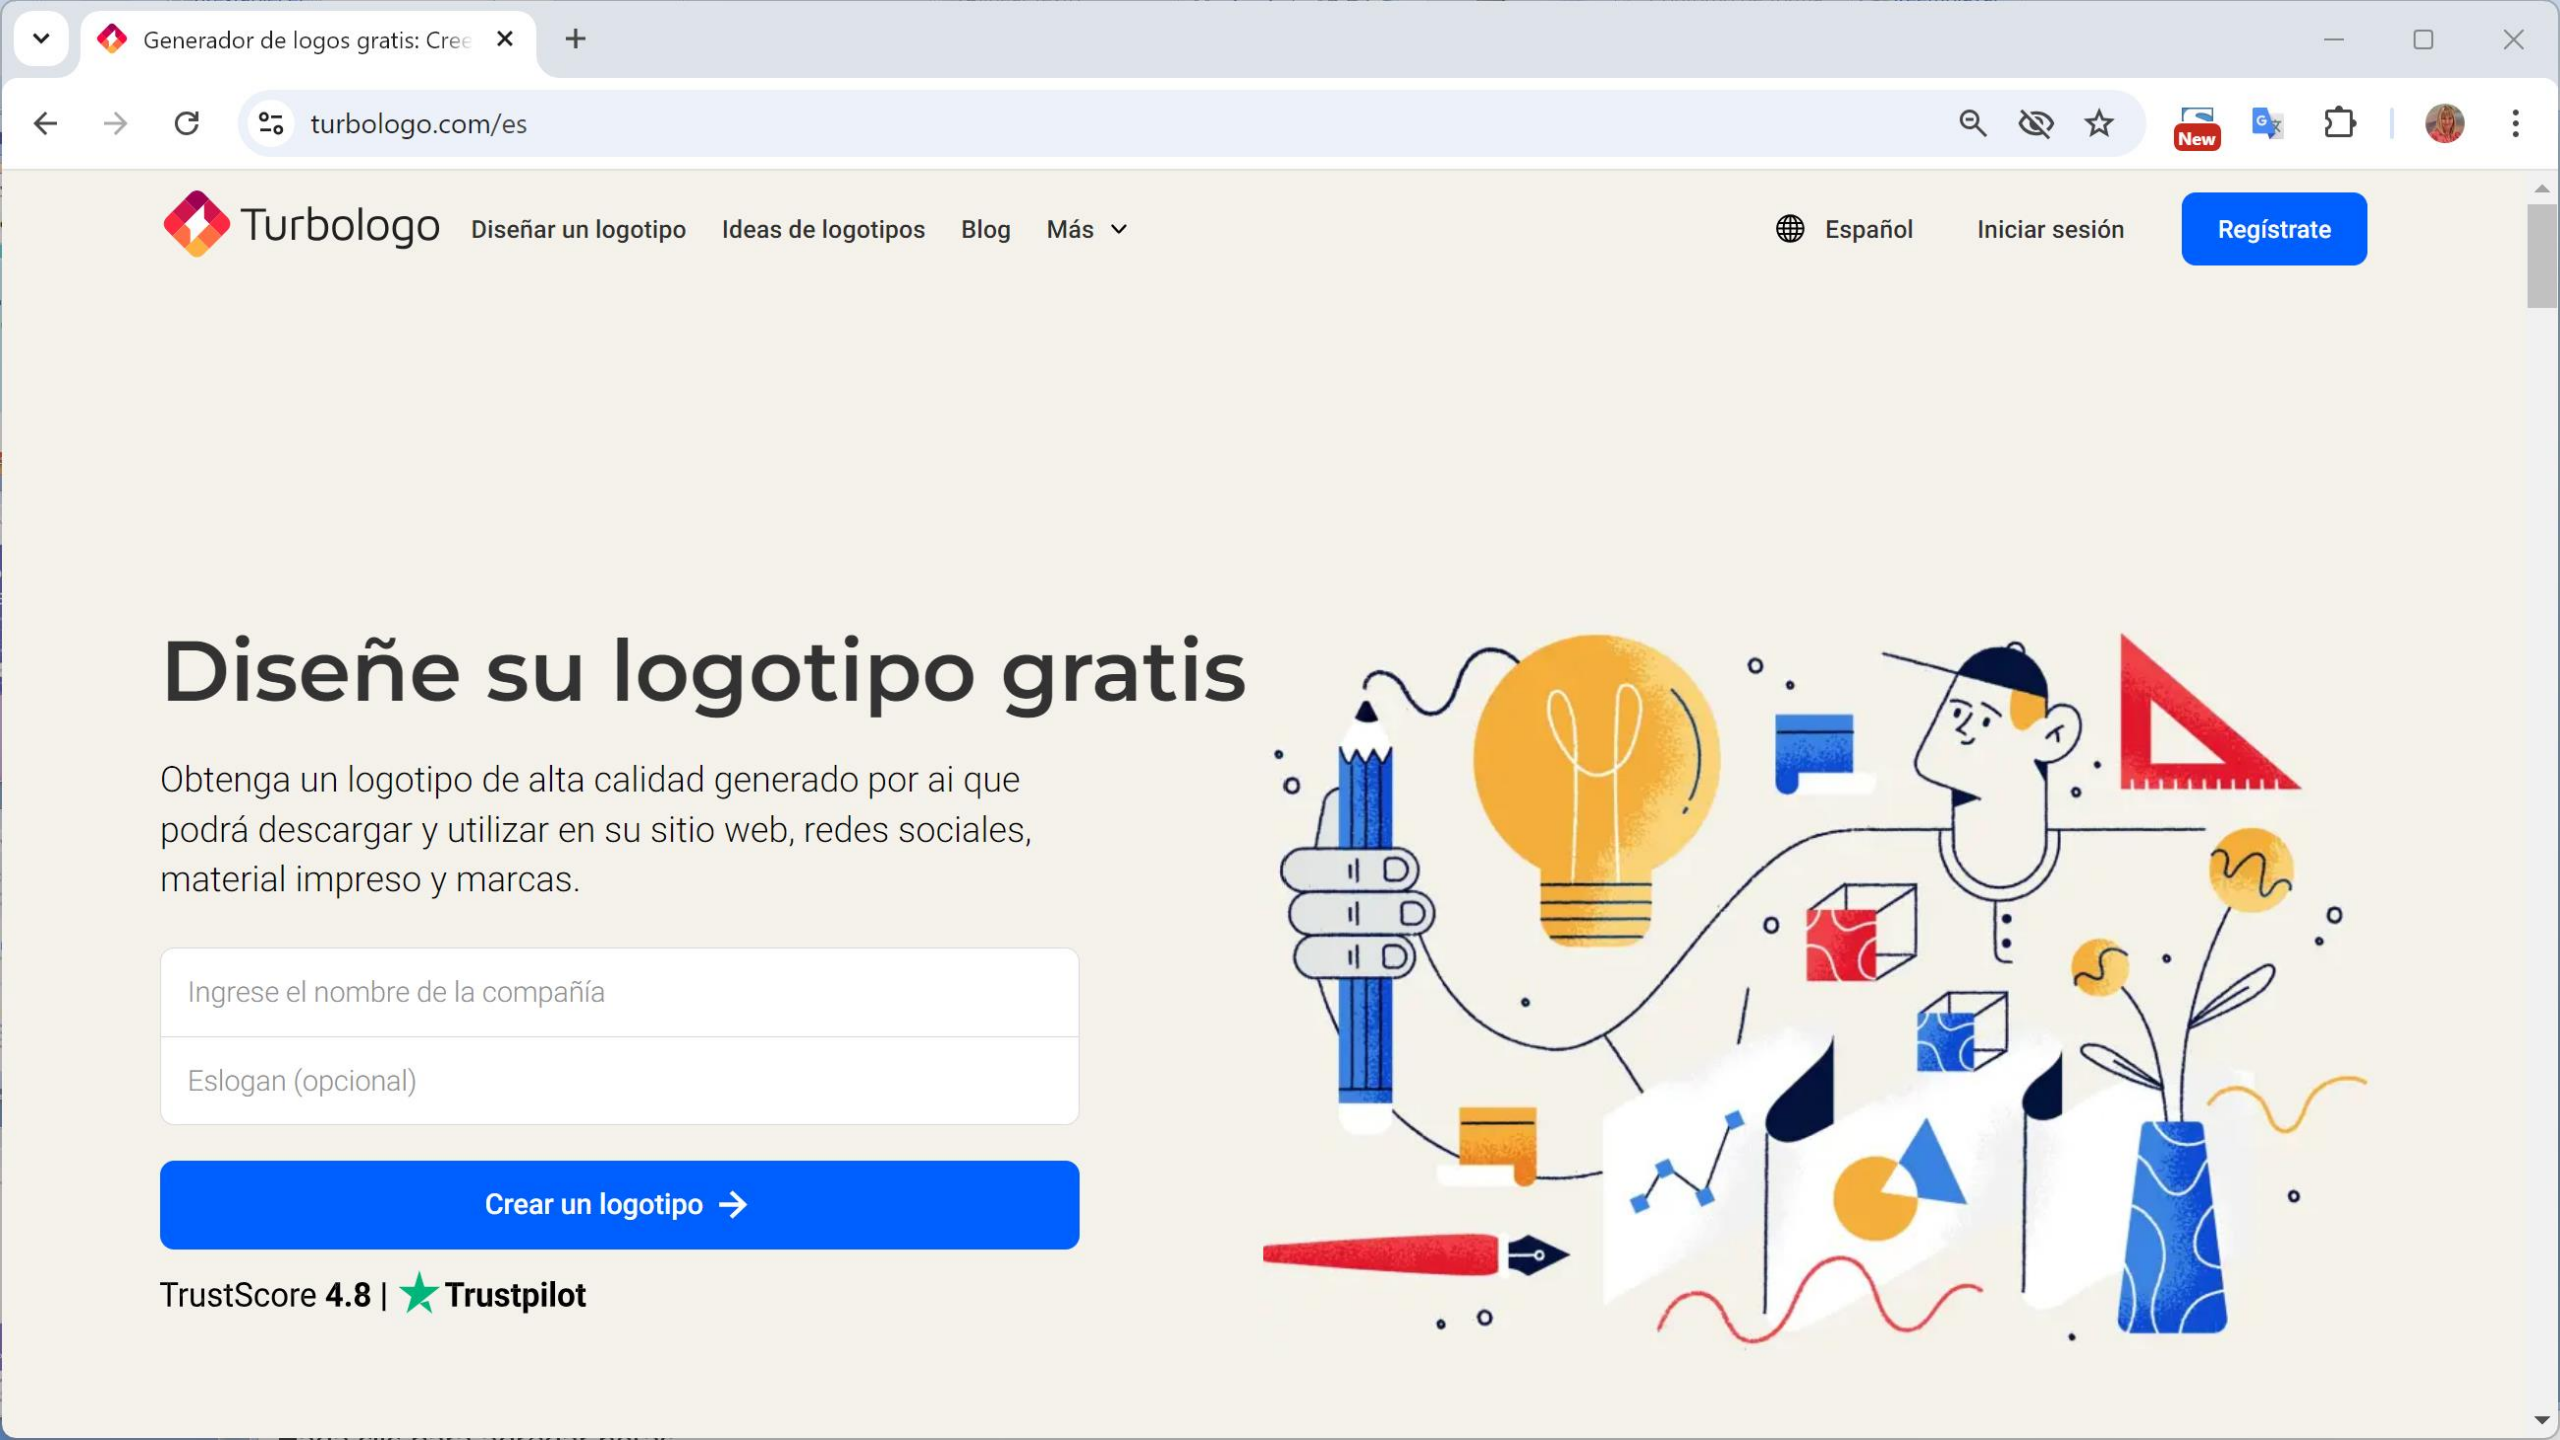 Generador de logos gratis: Cree
turbologo.com/es
New
Turbologo
Diseñar un logotipo
Ideas de logotipos
Blog
Más
Español
Iniciar sesión
Regístrate
Diseñe su logotipo gratis
Obtenga un logotipo de alta calidad generado por ai que
podrá descargar y utilizar en su sitio web, redes sociales,
material impreso y marcas.
Ingrese el nombre de la compañía
Eslogan (opcional)
Crear un logotipo
TrustScore 4.8 | Trustpilot